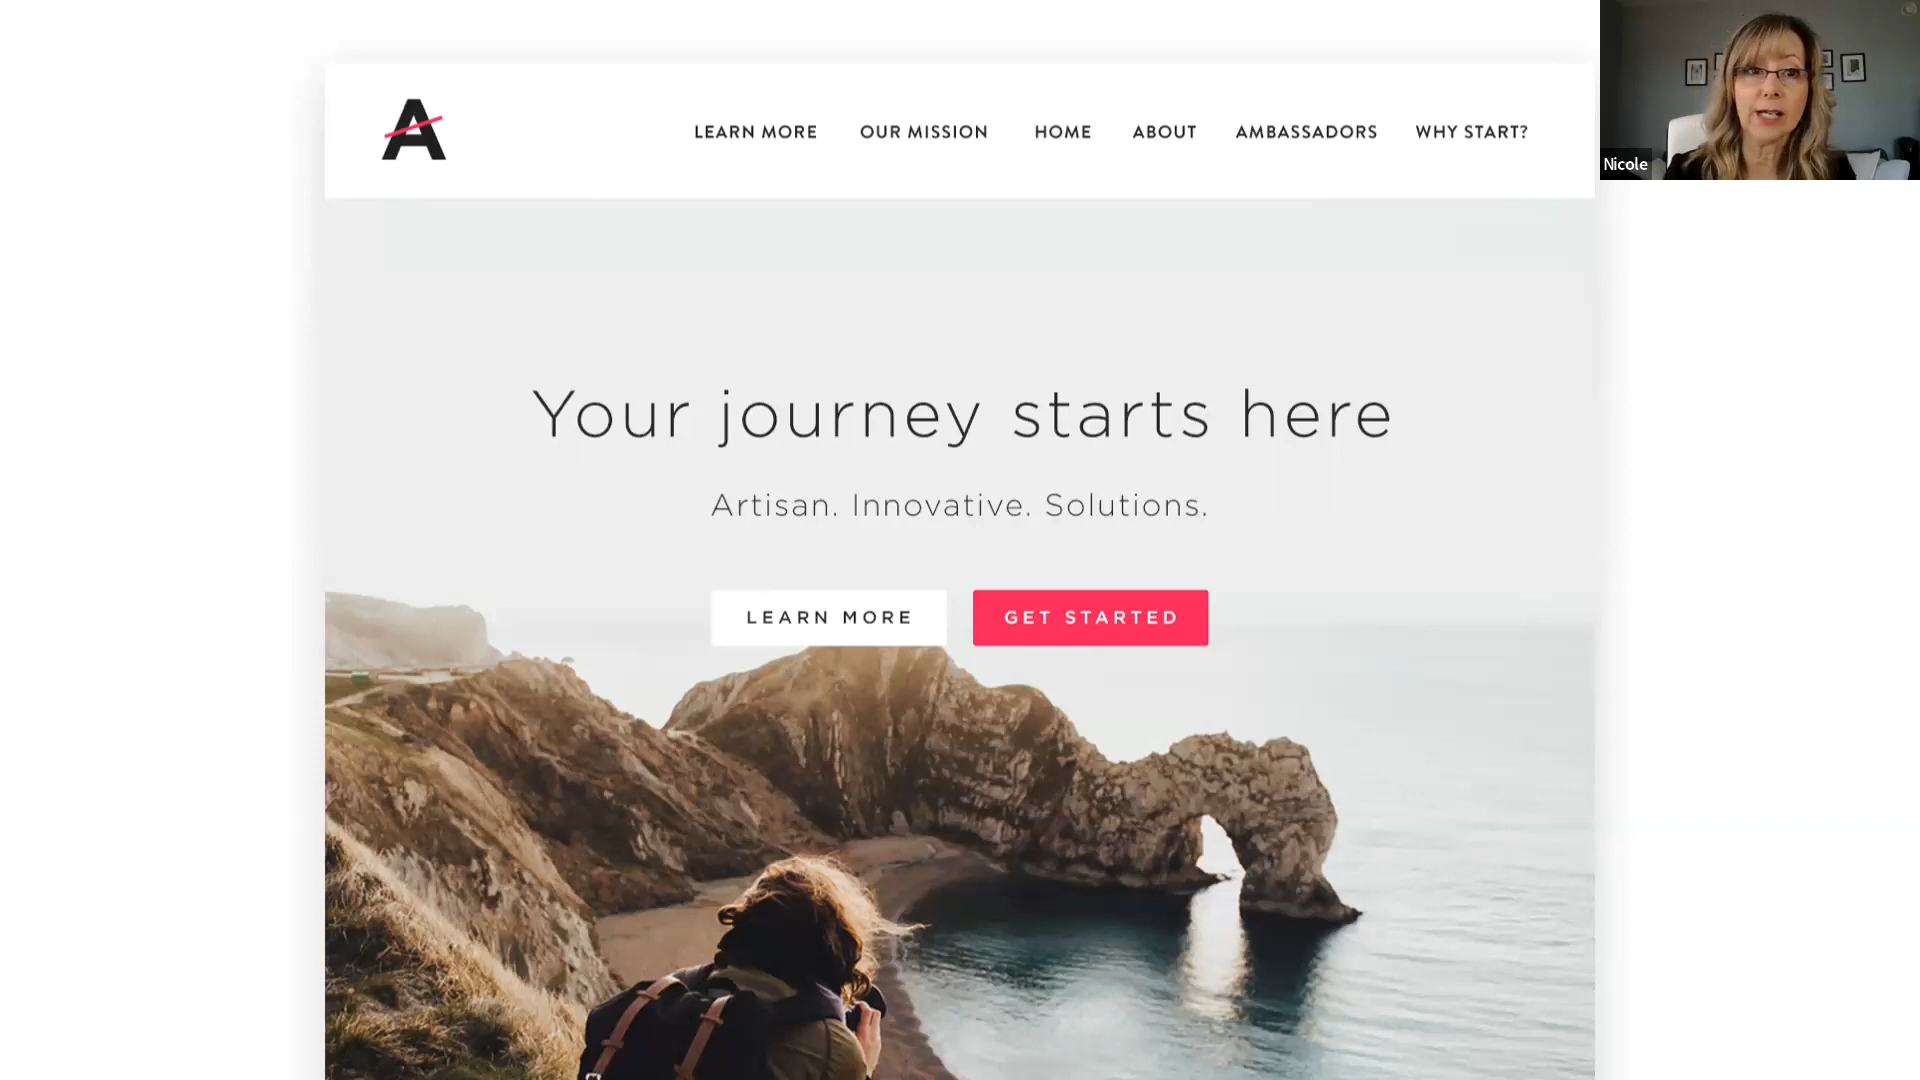 A
LEARN MORE OUR MISSION HOME ABOUT AMBASSADORS WHY START?
Nicole
Your journey starts here
Artisan. Innovative. Solutions.
LEARN MORE GET STARTED